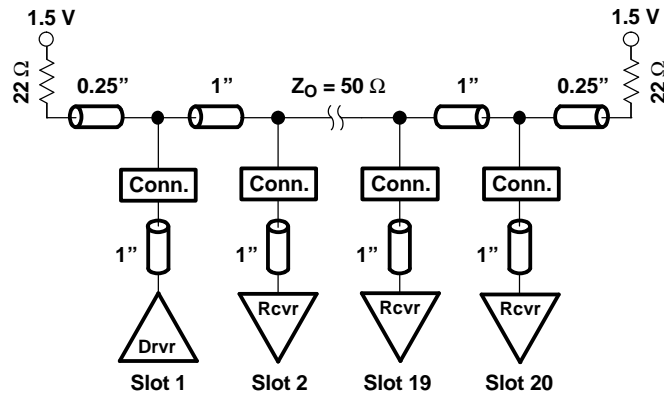 1.5 V
1.5 V
22 Ω
0.25”
1”
Z_O = 50 Ω
1”
0.25”
22 Ω
Conn.
Conn.
Conn.
Conn.
1”
1”
1”
1”
Drvr
Rcvr
Rcvr
Rcvr
Slot 1
Slot 2
Slot 19
Slot 20